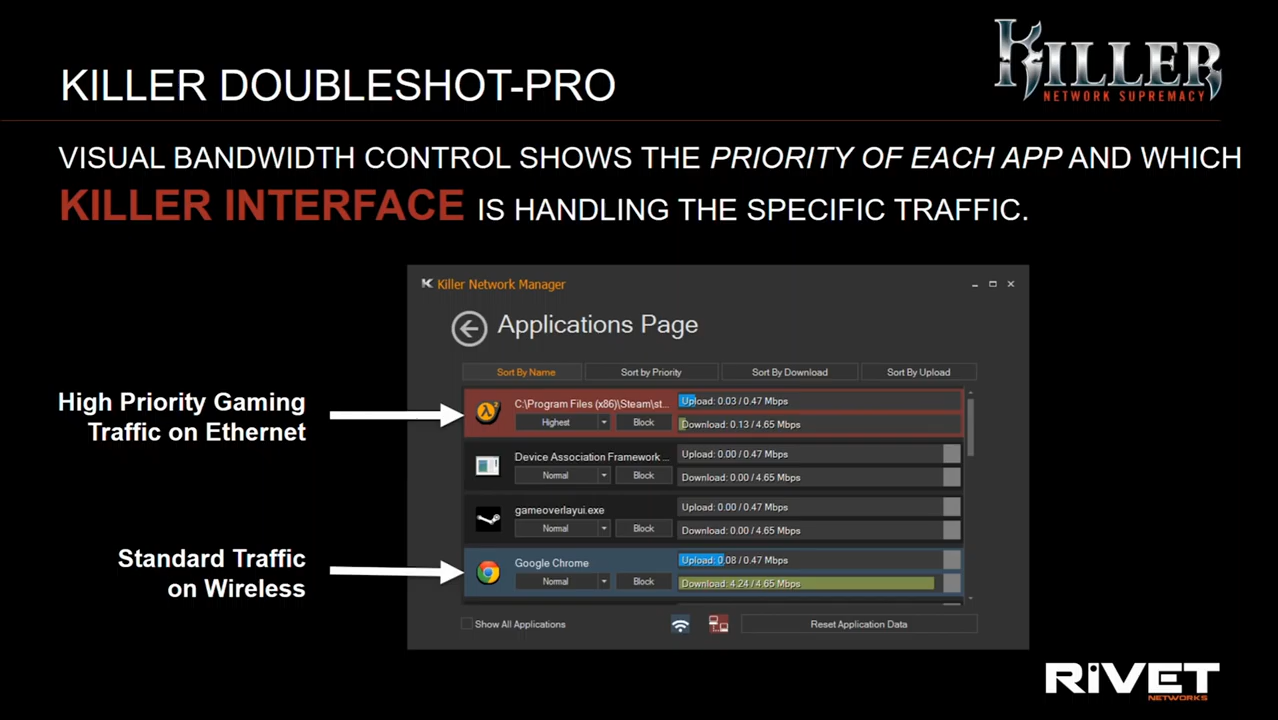 KILLER
NETWORK SUPREMACY
KILLER DOUBLESHOT-PRO
VISUAL BANDWIDTH CONTROL SHOWS THE PRIORITY OF EACH APP AND WHICH
KILLER INTERFACE IS HANDLING THE SPECIFIC TRAFFIC.
Killer Network Manager
Applications Page
Sort By Name Sort by Priority Sort By Download Sort By Upload
High Priority Gaming
Traffic on Ethernet
C:\Program Files (x86)\Steam\st... Upload: 0.03 / 0.47 Mbps
Highest Block Download: 0.13 / 4.65 Mbps
Device Association Framework ... Upload: 0.00 / 0.47 Mbps
Normal Block Download: 0.00 / 4.65 Mbps
gameoverlayui.exe Upload: 0.00 / 0.47 Mbps
Normal Block Download: 0.00 / 4.65 Mbps
Standard Traffic
on Wireless
Google Chrome Upload: 0.08 / 0.47 Mbps
Normal Block Download: 4.24 / 4.65 Mbps
Show All Applications Reset Application Data
RIVET
NETWORKS